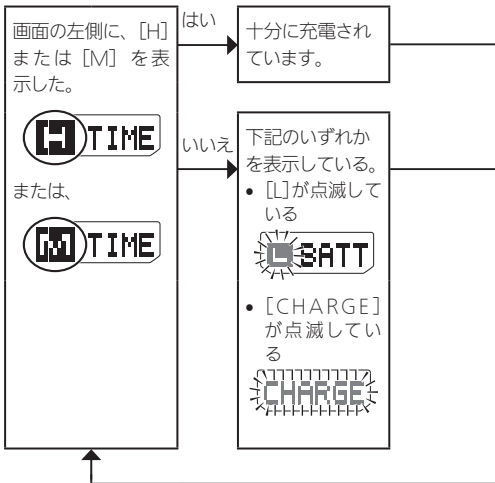 画面の左側に、[H]
または [M] を表
示した。
H TIME
または、
M TIME
はい
十分に充電され
ています。
いいえ
下記のいずれか
を表示している。
• [L]が点滅して
いる
L BATT
• [CHARGE]
が点滅してい
る
CHARGE